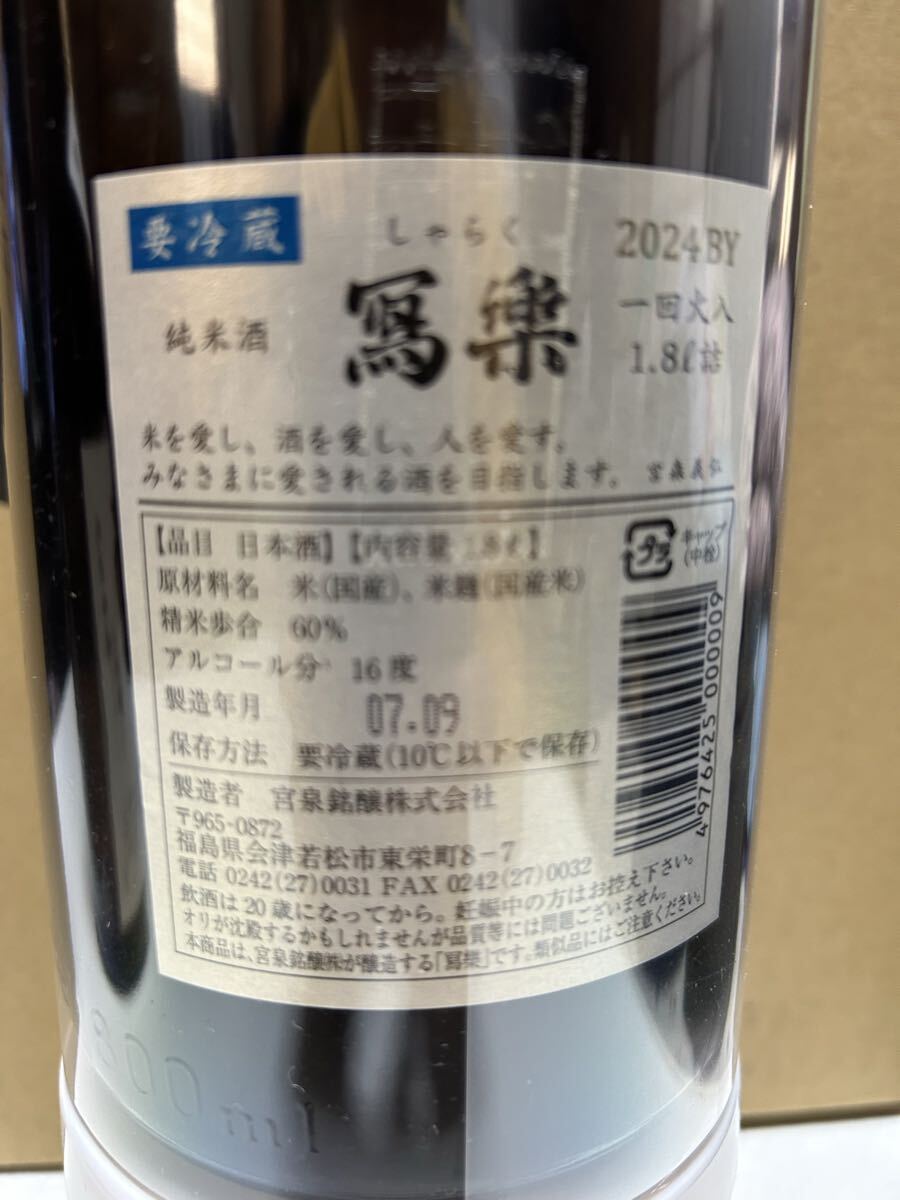 要冷蔵
しゃらく
2024BY
純米酒
寫楽
一回火入
1.8ℓ詰
米を愛し、酒を愛し、人を愛す。
みなさまに愛される酒を目指します。 宮森義弘
【品目 日本酒】【内容量 1.8ℓ】
キャップ
(中栓)
プラ
原材料名 米(国産)、米麹(国産米)
精米歩合 60%
アルコール分 16度
製造年月 07.09
保存方法 要冷蔵(10℃以下で保存)
4976425000009
製造者 宮泉銘醸株式会社
〒965-0872
福島県会津若松市東栄町8-7
電話 0242(27)0031 FAX 0242(27)0032
飲酒は20歳になってから。妊娠中の方はお控え下さい。
オリが沈殿するかもしれませんが品質等には問題ございません。
本商品は、宮泉銘醸㈱が醸造する「寫楽」です。類似品にはご注意ください。
1800ml